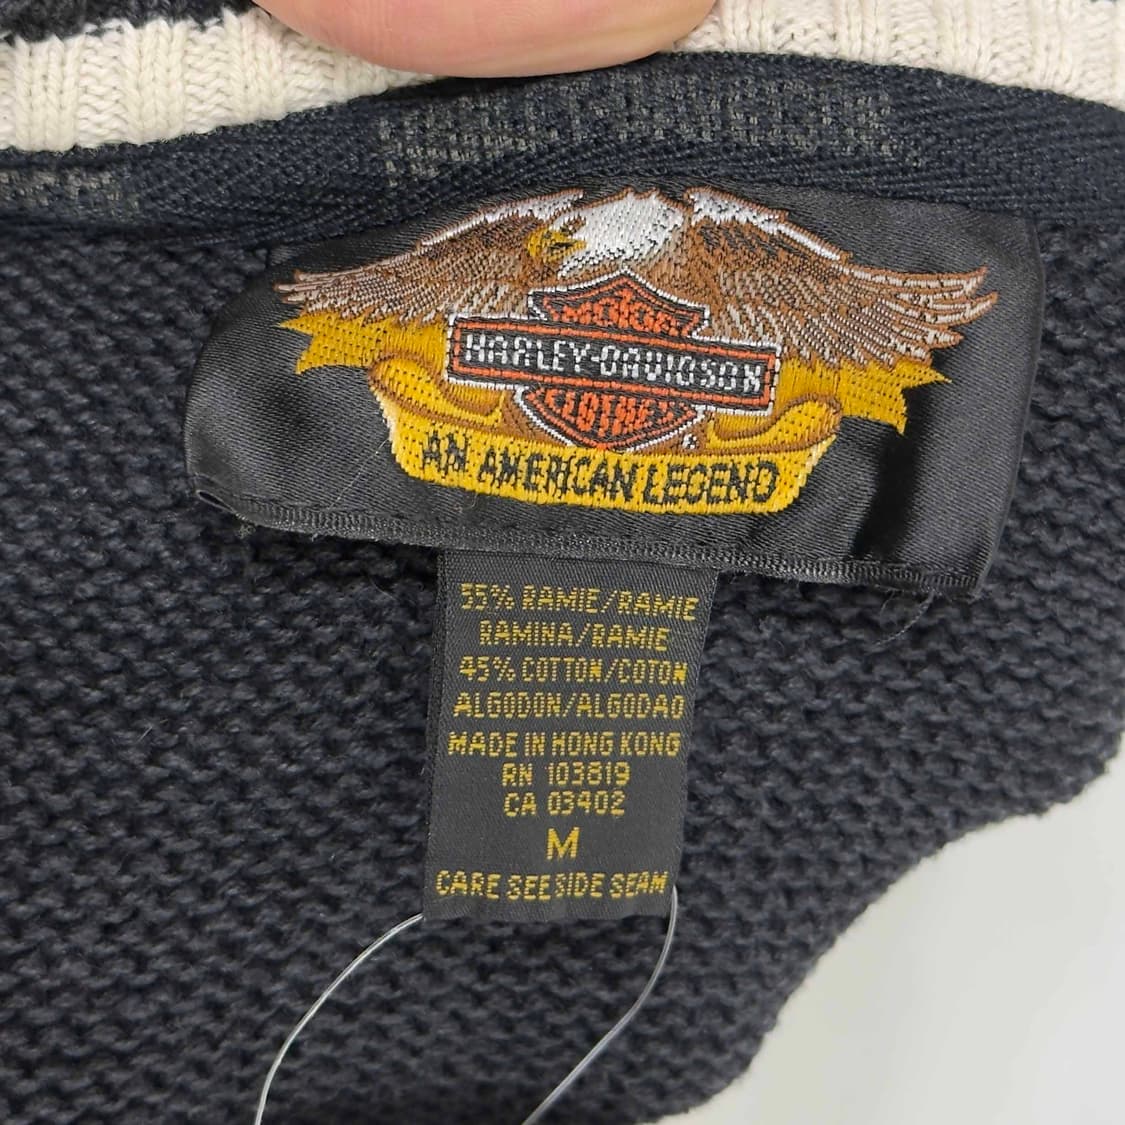 MOTOR
HARLEY-DAVIDSON
CLOTHES
AN AMERICAN LEGEND
55% RAMIE/RAMIE
RAMINA/RAMIE
45% COTTON/COTON
ALGODON/ALGODAO
MADE IN HONG KONG
RN 103819
CA 03402
M
CARE SEE SIDE SEAM